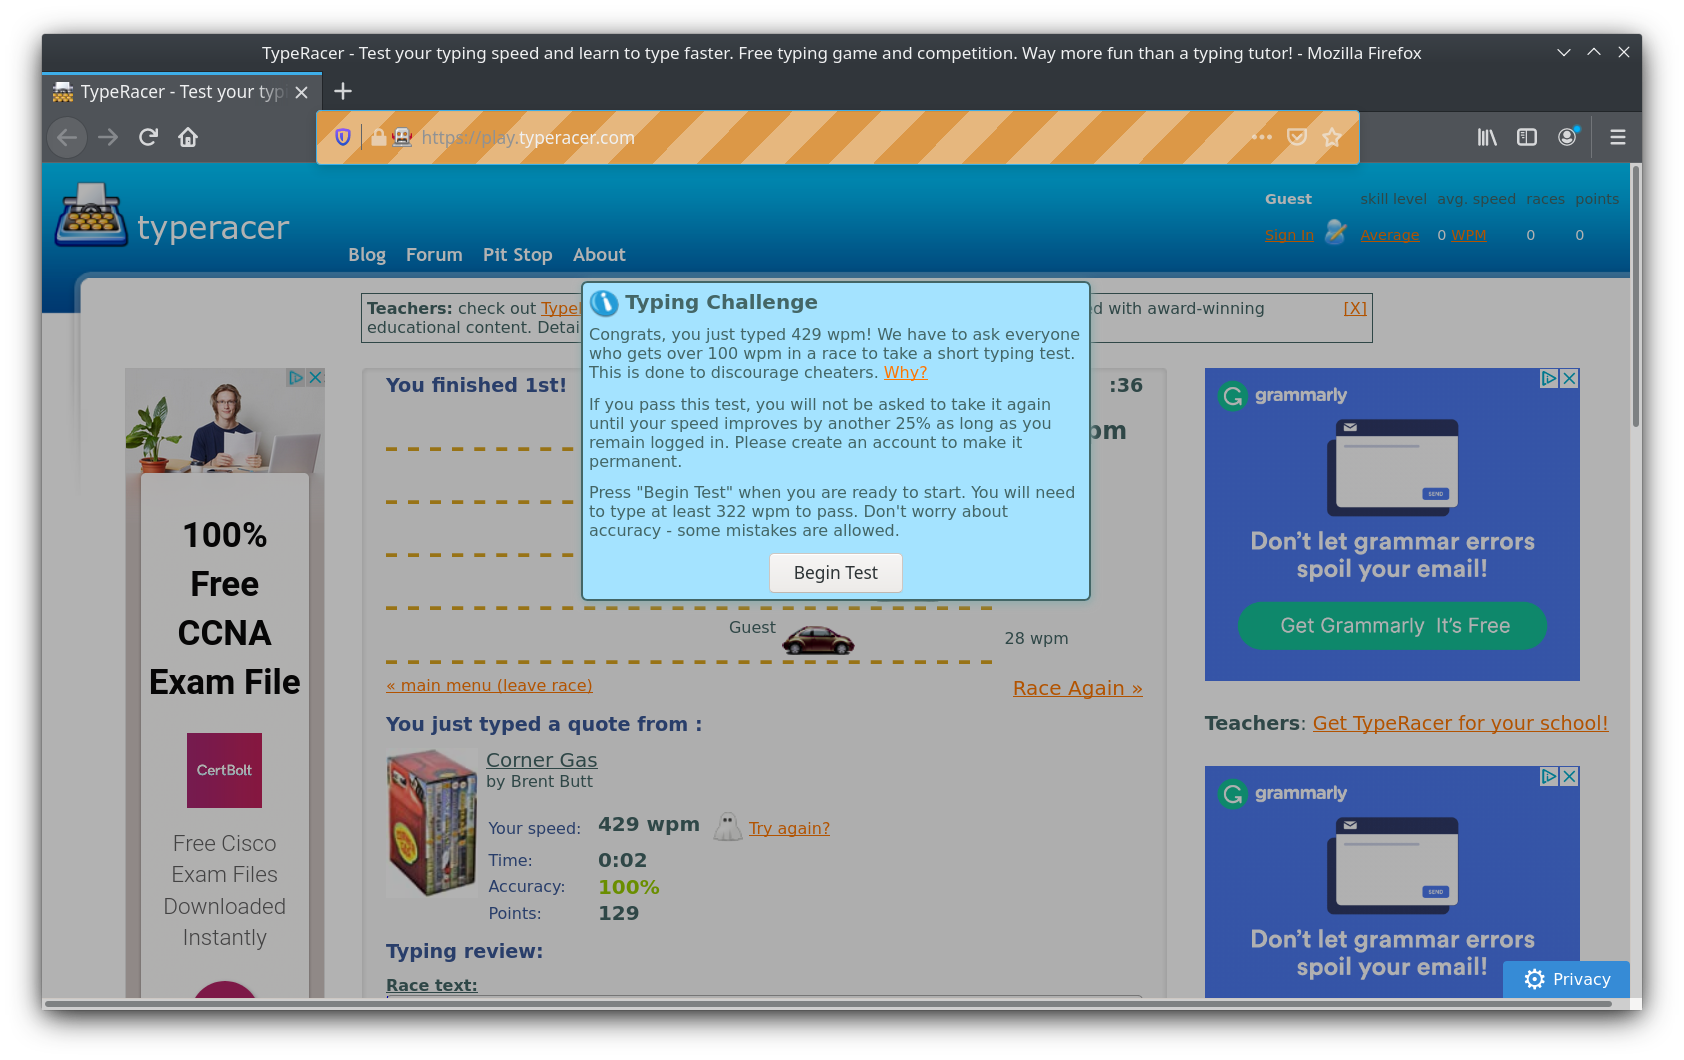 TypeRacer - Test your typing speed and learn to type faster. Free typing game and competition. Way more fun than a typing tutor! - Mozilla Firefox
TypeRacer - Test your typi
https://play.typeracer.com
typeracer
Blog Forum Pit Stop About
Guest skill level avg. speed races points
Sign In Average 0 WPM 0 0
Teachers: check out
d with award-winning [X]
educational content.
Typing Challenge
Congrats, you just typed 429 wpm! We have to ask everyone
who gets over 100 wpm in a race to take a short typing test.
This is done to discourage cheaters. Why?
If you pass this test, you will not be asked to take it again
until your speed improves by another 25% as long as you
remain logged in. Please create an account to make it
permanent.
Press "Begin Test" when you are ready to start. You will need
to type at least 322 wpm to pass. Don't worry about
accuracy - some mistakes are allowed.
Begin Test
You finished 1st! :36
pm
Guest 28 wpm
« main menu (leave race) Race Again »
You just typed a quote from :
Corner Gas
by Brent Butt
Your speed: 429 wpm Try again?
Time: 0:02
Accuracy: 100%
Points: 129
Typing review:
Race text:
100%
Free
CCNA
Exam File
CertBolt
Free Cisco
Exam Files
Downloaded
Instantly
grammarly
SEND
Don't let grammar errors
spoil your email!
Get Grammarly It's Free
Teachers: Get TypeRacer for your school!
grammarly
SEND
Don't let grammar errors
spoil your email!
Privacy